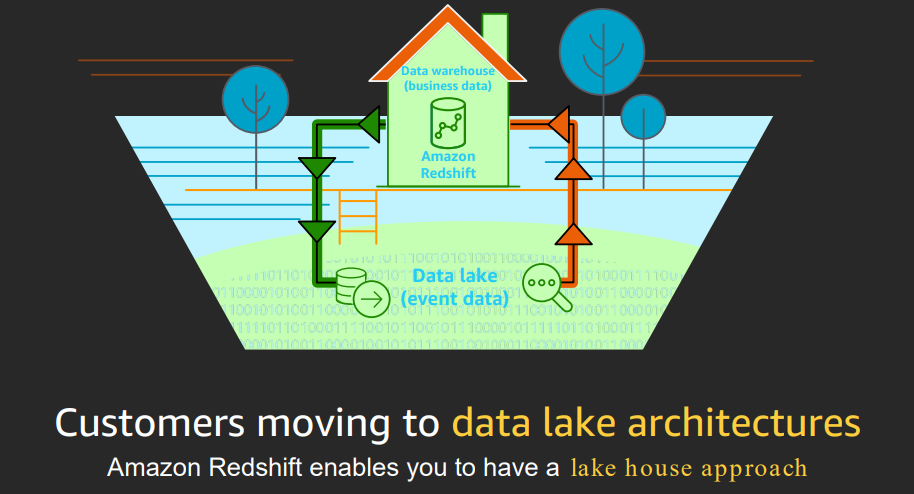 Data warehouse
(business data)
Amazon
Redshift
Data lake
(event data)
Customers moving to data lake architectures
Amazon Redshift enables you to have a lake house approach